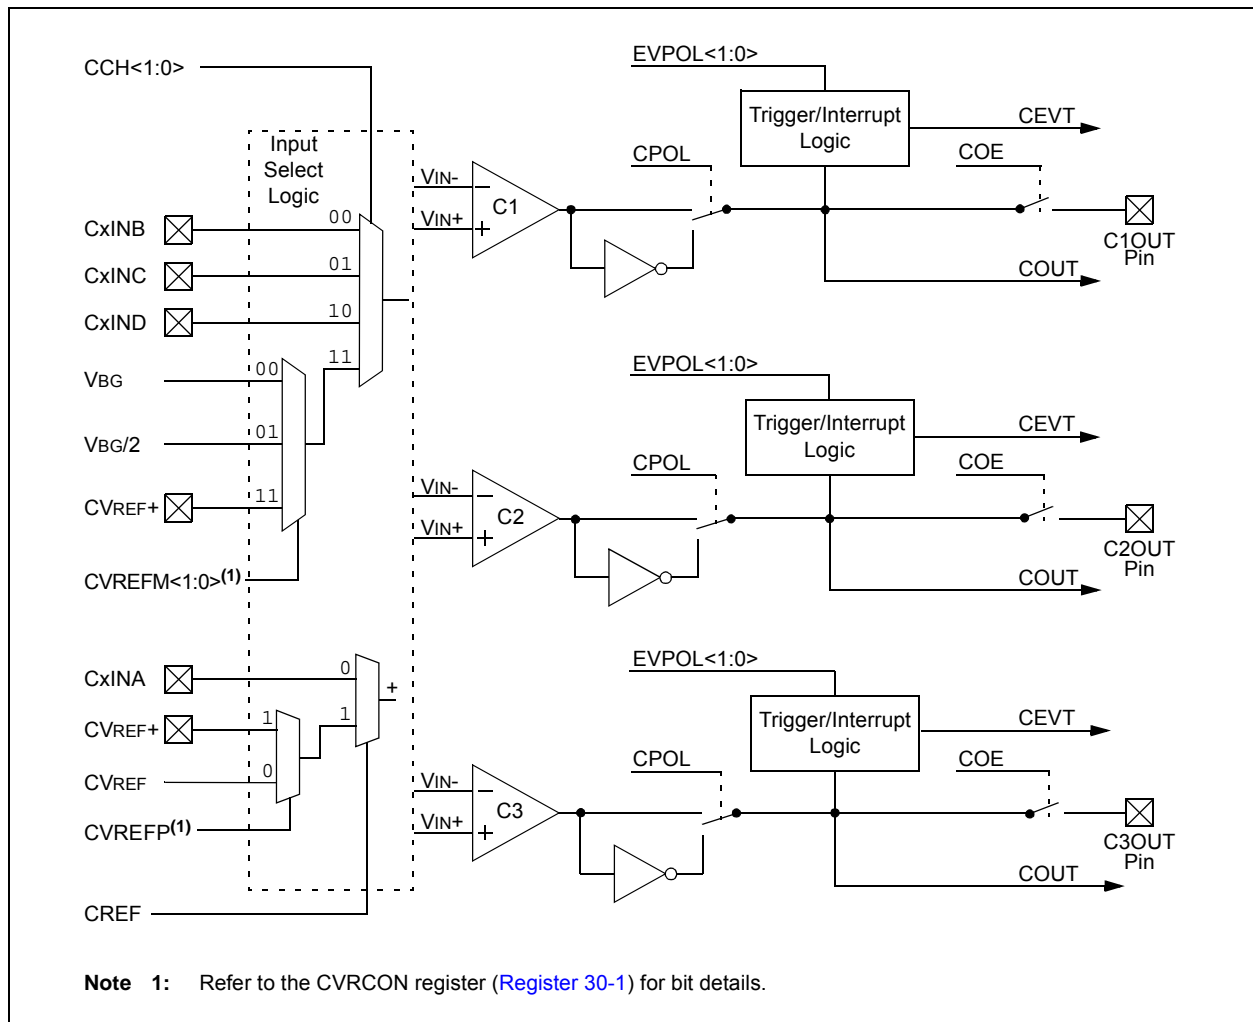 CCH<1:0>
Input
Select
Logic
CxINB
00
CxINC
01
CxIND
10
11
VBG
00
VBG/2
01
CVREF+
11
CVREFM<1:0>(1)
CxINA
0
+
CVREF+
1
1
CVREF
0
CVREFP(1)
CREF
EVPOL<1:0>
Trigger/Interrupt
Logic
CEVT
CPOL
COE
VIN-
−
VIN+
+
C1
C1OUT
Pin
COUT
EVPOL<1:0>
Trigger/Interrupt
Logic
CEVT
CPOL
COE
VIN-
−
VIN+
+
C2
C2OUT
Pin
COUT
EVPOL<1:0>
Trigger/Interrupt
Logic
CEVT
CPOL
COE
VIN-
−
VIN+
+
C3
C3OUT
Pin
COUT
Note 1: Refer to the CVRCON register (Register 30-1) for bit details.